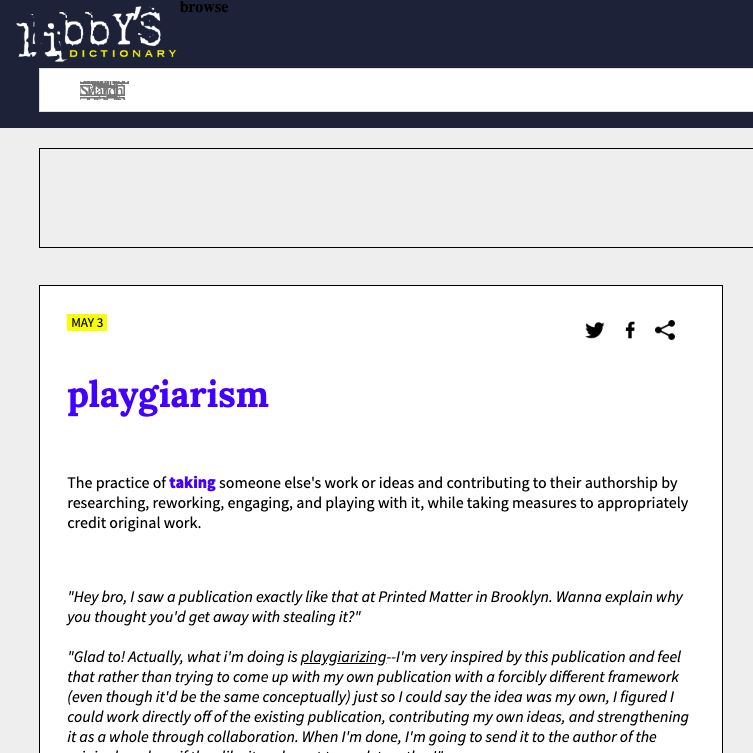 browse
libbY'S
DICTIONARY
MAY 3
playgiarism
The practice of taking someone else's work or ideas and contributing to their authorship by
researching, reworking, engaging, and playing with it, while taking measures to appropriately
credit original work.
"Hey bro, I saw a publication exactly like that at Printed Matter in Brooklyn. Wanna explain why
you thought you'd get away with stealing it?"
"Glad to! Actually, what i'm doing is playgiarizing--I'm very inspired by this publication and feel
that rather than trying to come up with my own publication with a forcibly different framework
(even though it'd be the same conceptually) just so I could say the idea was my own, I figured I
could work directly off of the existing publication, contributing my own ideas, and strengthening
it as a whole through collaboration. When I'm done, I'm going to send it to the author of the